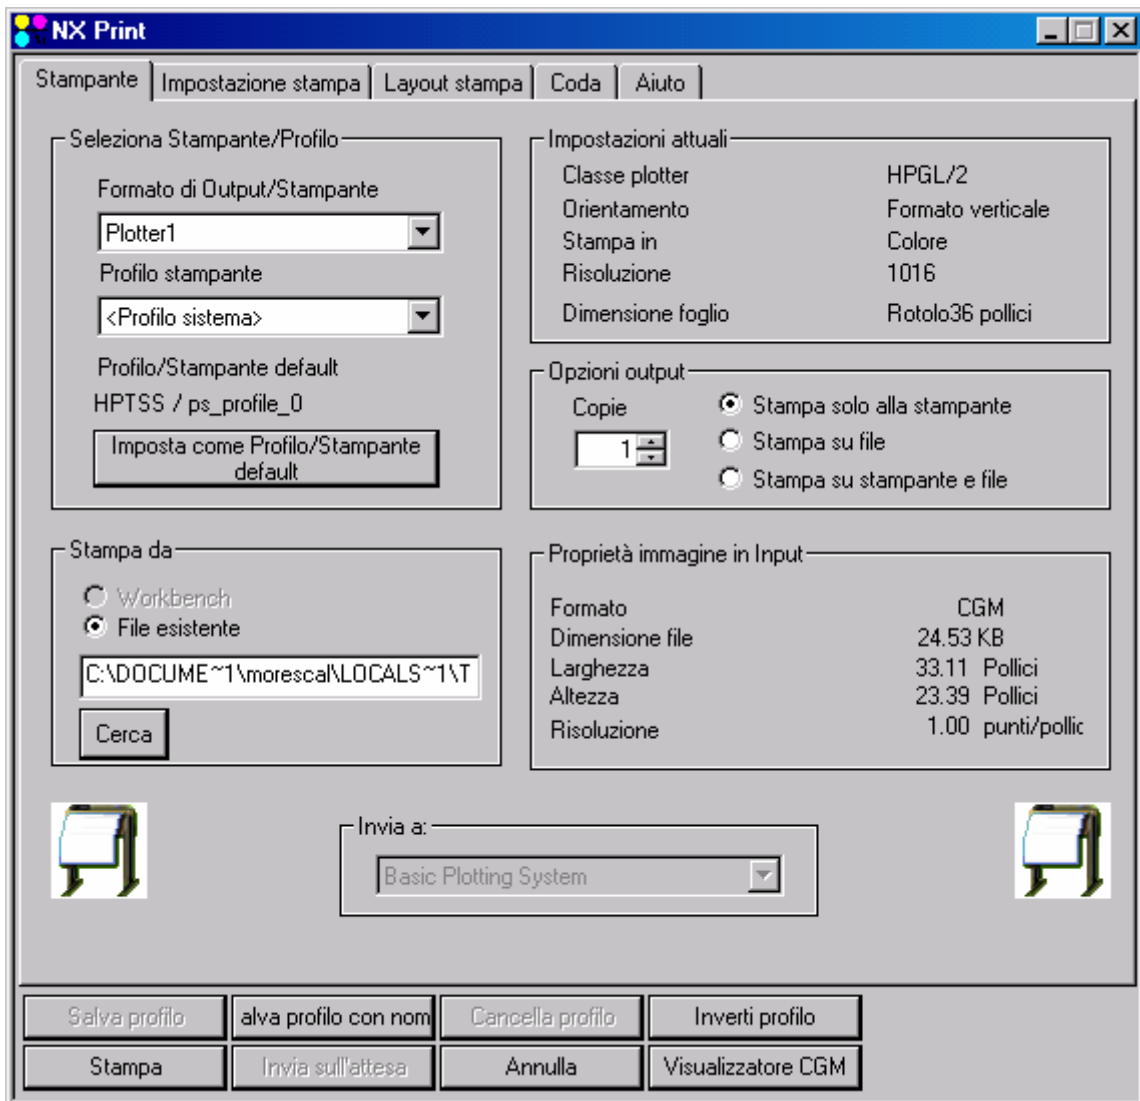 NX Print
Stampante Impostazione stampa Layout stampa Coda Aiuto
Seleziona Stampante/Profilo
Formato di Output/Stampante
Plotter1
Profilo stampante
<Profilo sistema>
Profilo/Stampante default
HPTSS / ps_profile_0
Imposta come Profilo/Stampante
default
Impostazioni attuali
Classe plotter HPGL/2
Orientamento Formato verticale
Stampa in Colore
Risoluzione 1016
Dimensione foglio Rotolo36 pollici
Opzioni output
Copie
1
Stampa solo alla stampante
Stampa su file
Stampa su stampante e file
Stampa da
Workbench
File esistente
C:\DOCUME~1\morescal\LOCALS~1\T
Cerca
Proprietà immagine in Input
Formato CGM
Dimensione file 24.53 KB
Larghezza 33.11 Pollici
Altezza 23.39 Pollici
Risoluzione 1.00 punti/pollic
Invia a:
Basic Plotting System
Salva profilo alva profilo con nom Cancella profilo Inverti profilo
Stampa Invia sull'attesa Annulla Visualizzatore CGM